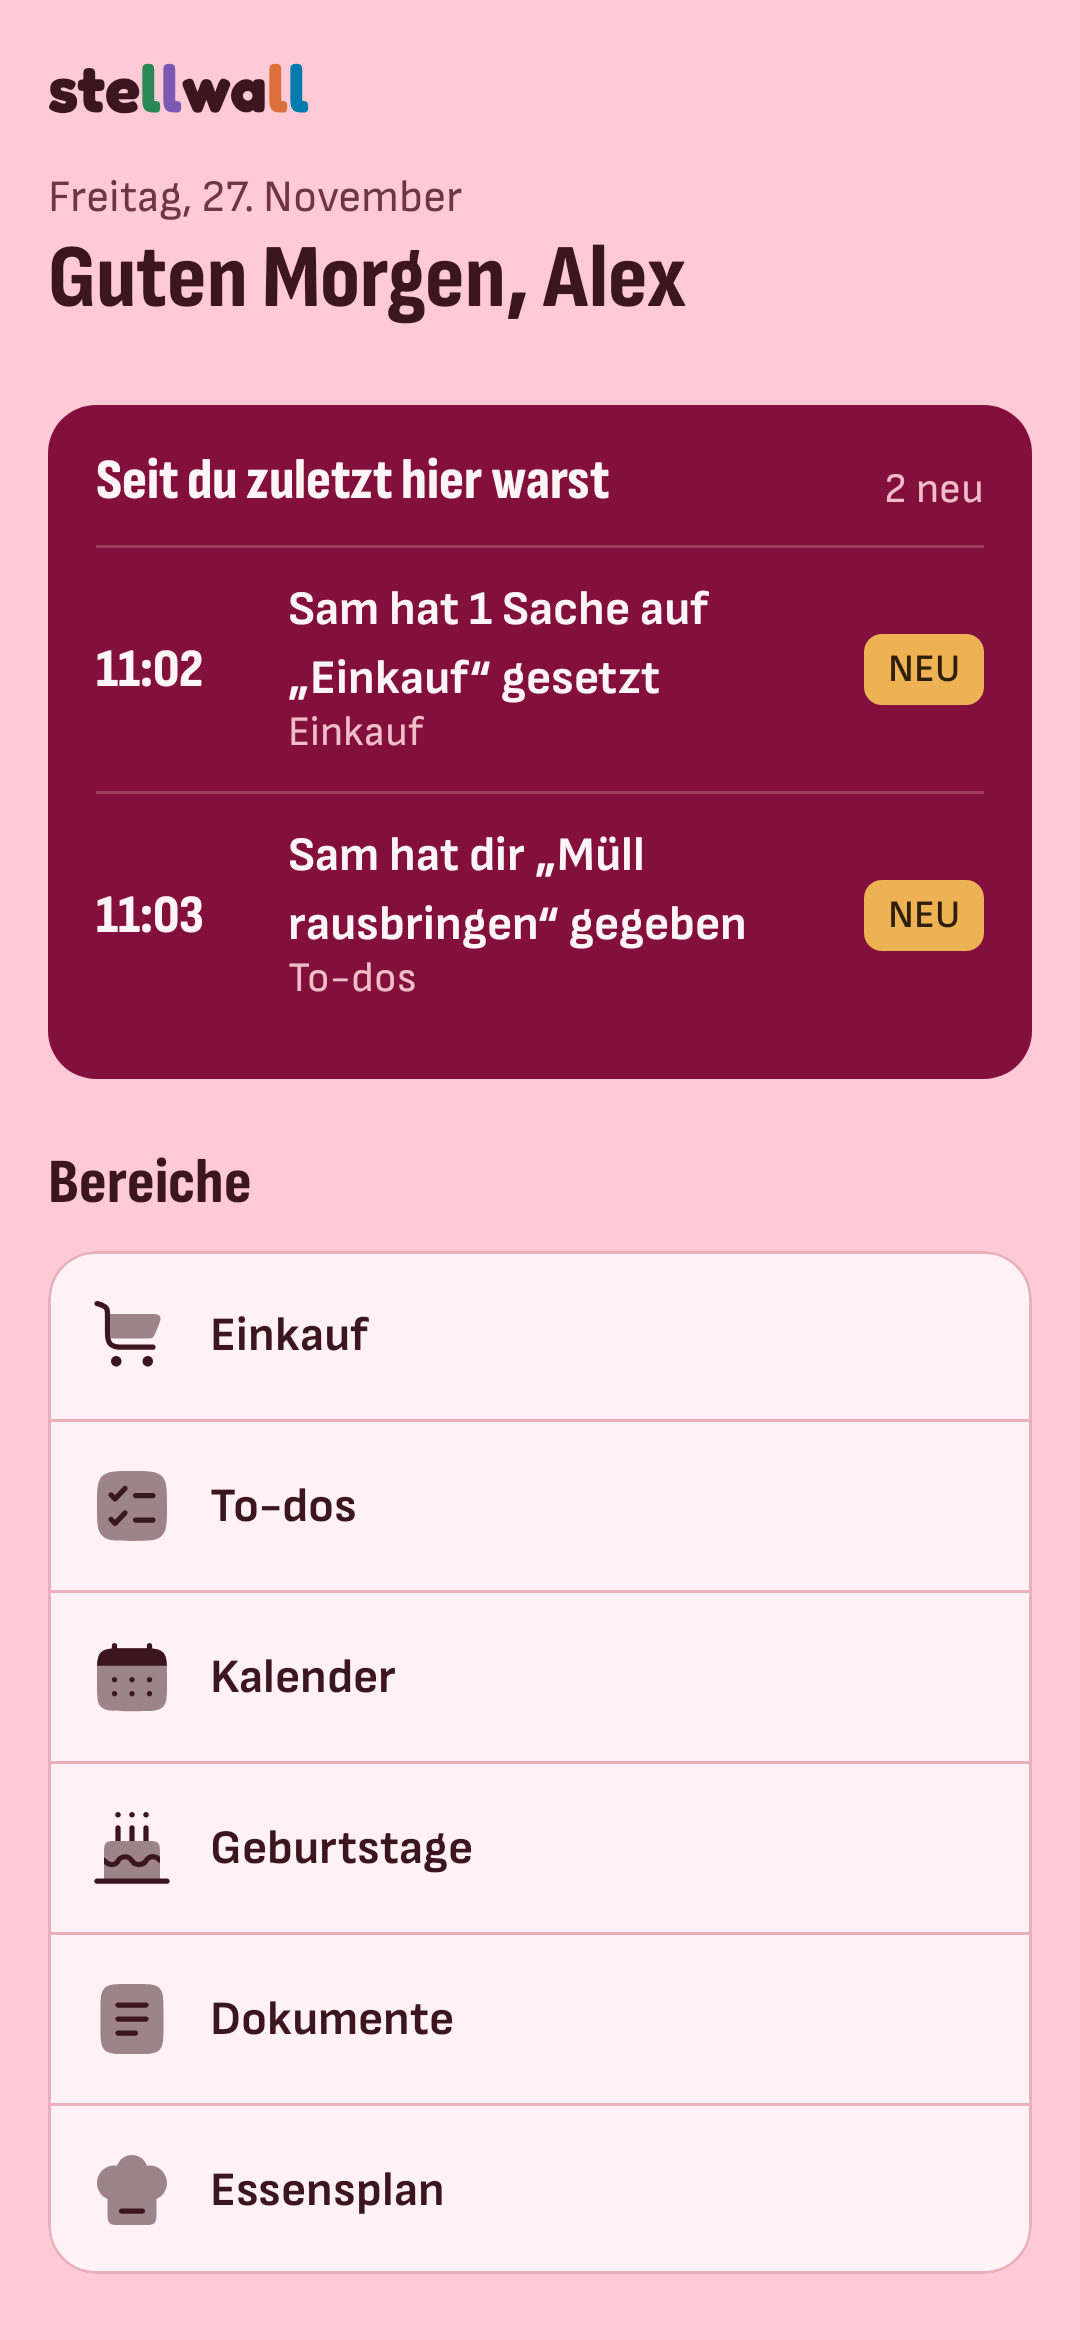 stellwall
Freitag, 27. November
Guten Morgen, Alex
Seit du zuletzt hier warst
2 neu
11:02
Sam hat 1 Sache auf
„Einkauf“ gesetzt
Einkauf
NEU
11:03
Sam hat dir „Müll
rausbringen“ gegeben
To-dos
NEU
Bereiche
Einkauf
To-dos
Kalender
Geburtstage
Dokumente
Essensplan